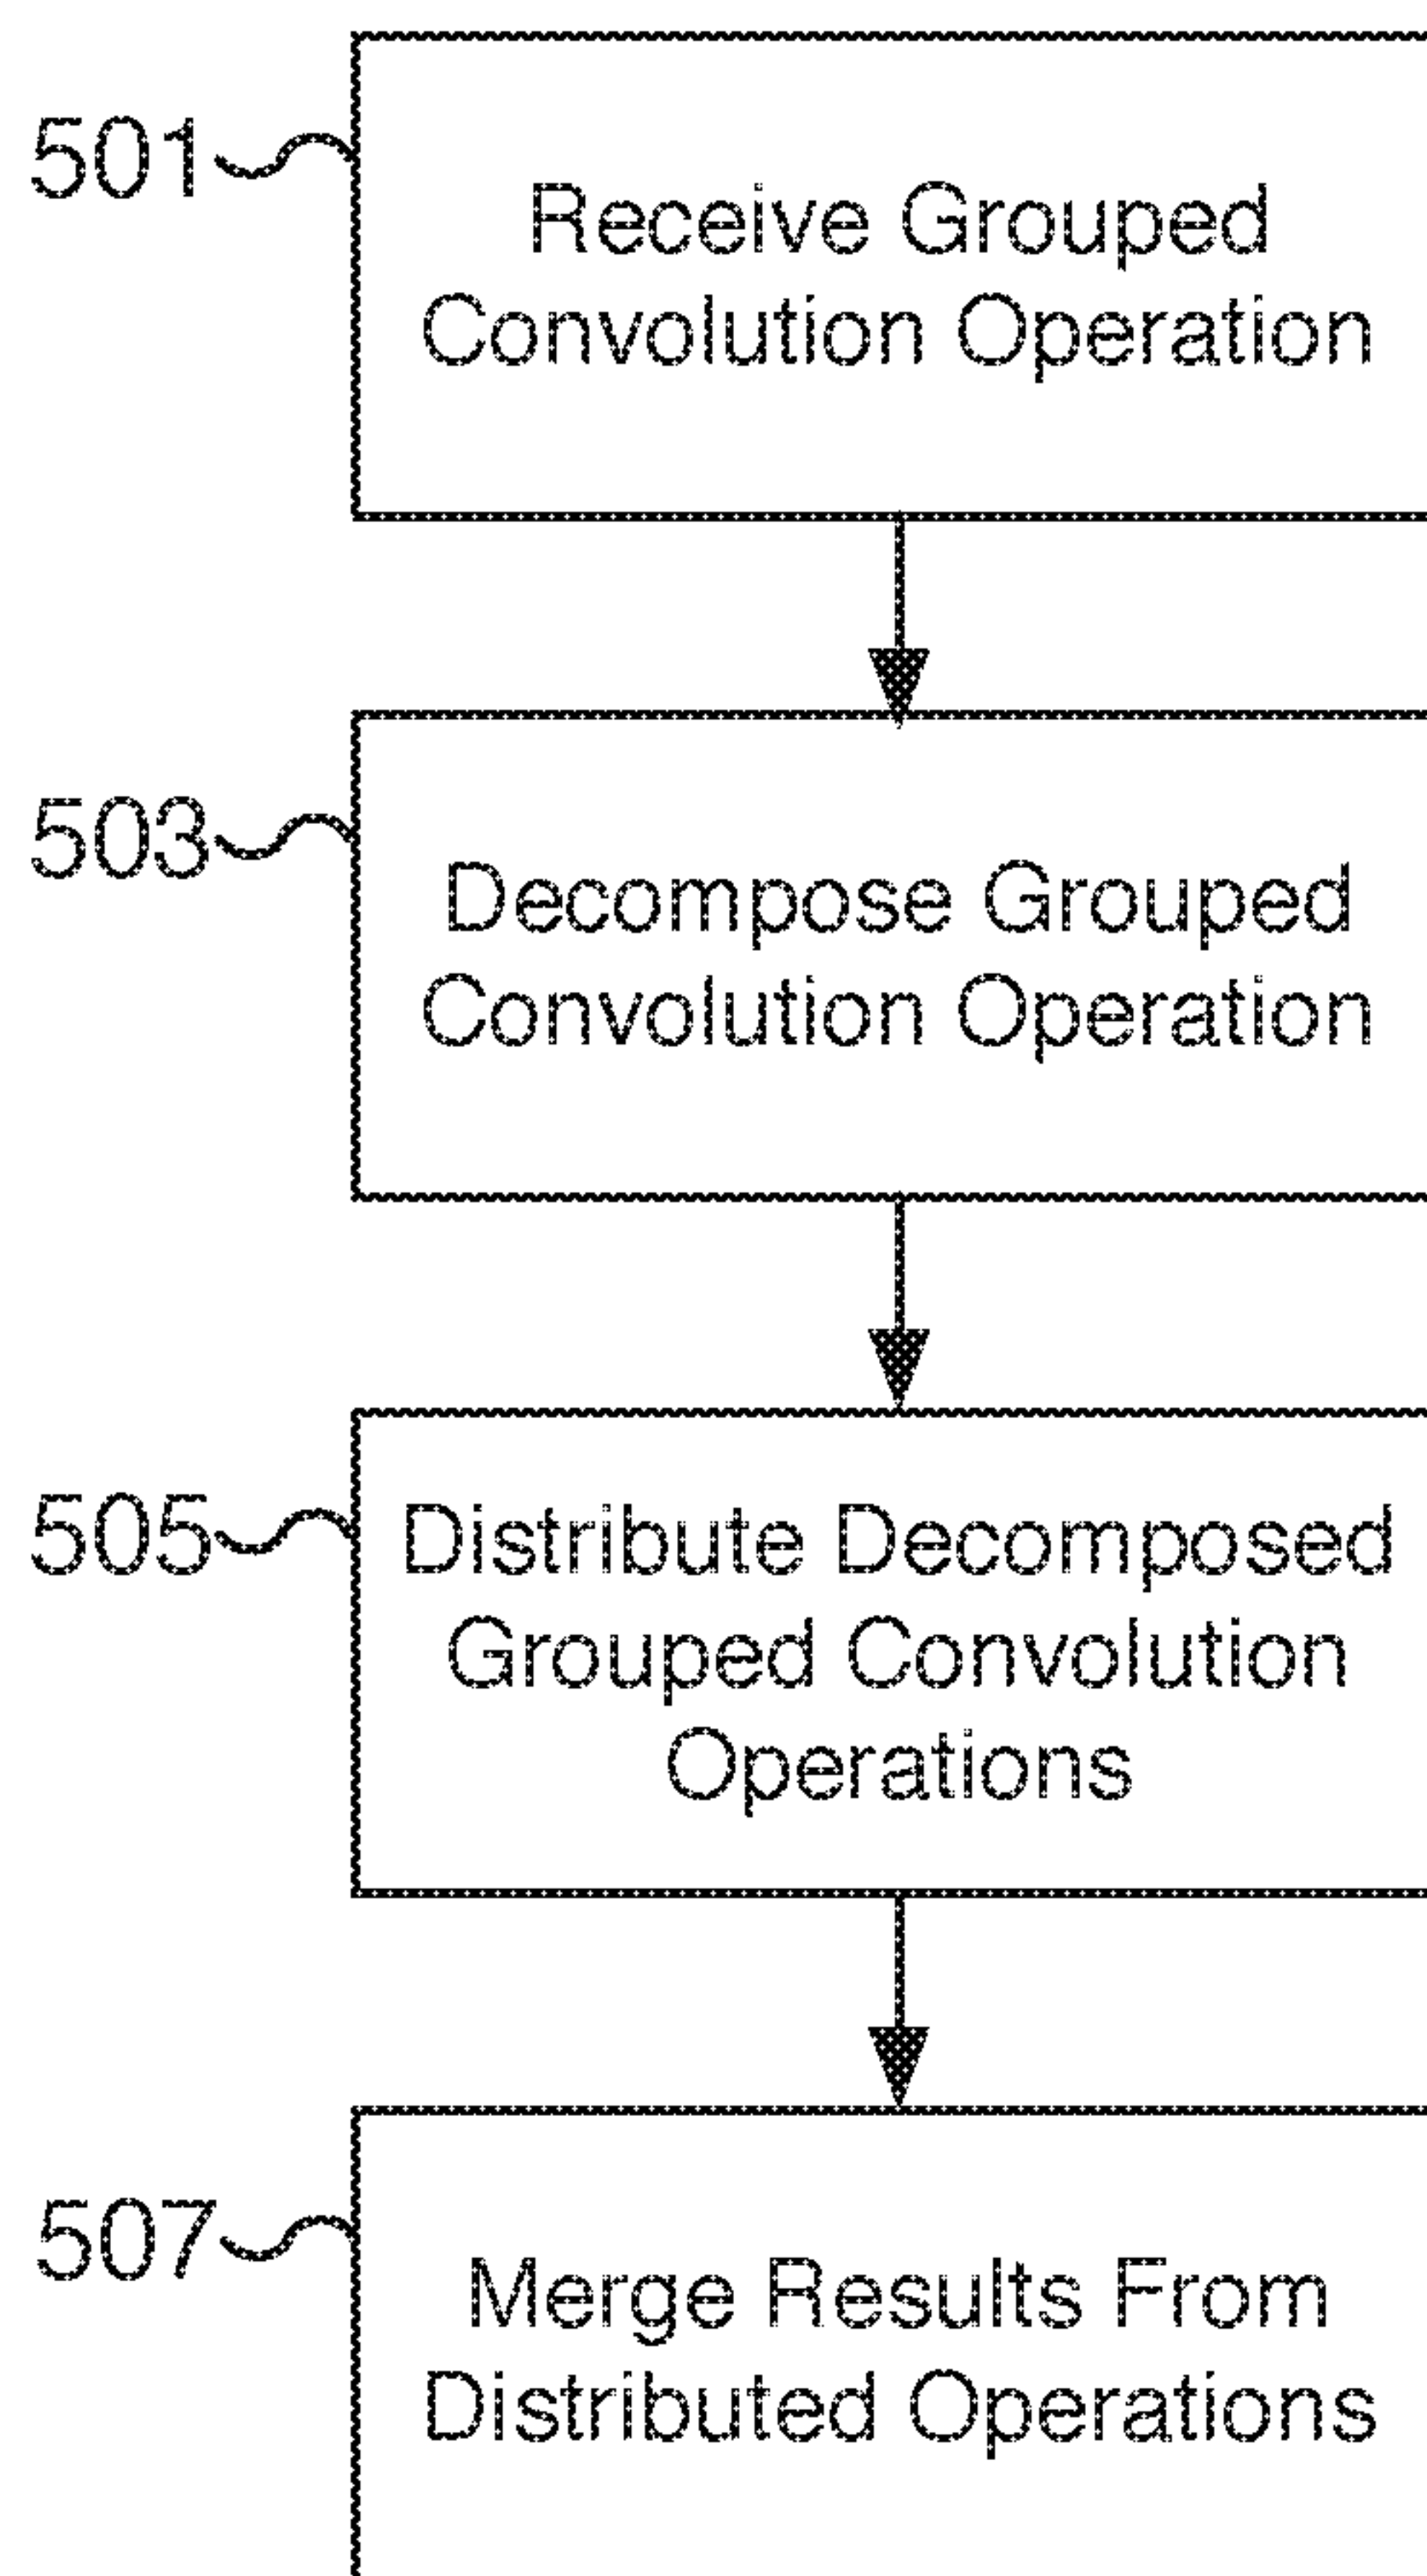 501
Receive Grouped
Convolution Operation
503
Decompose Grouped
Convolution Operation
505
Distribute Decomposed
Grouped Convolution
Operations
507
Merge Results From
Distributed Operations